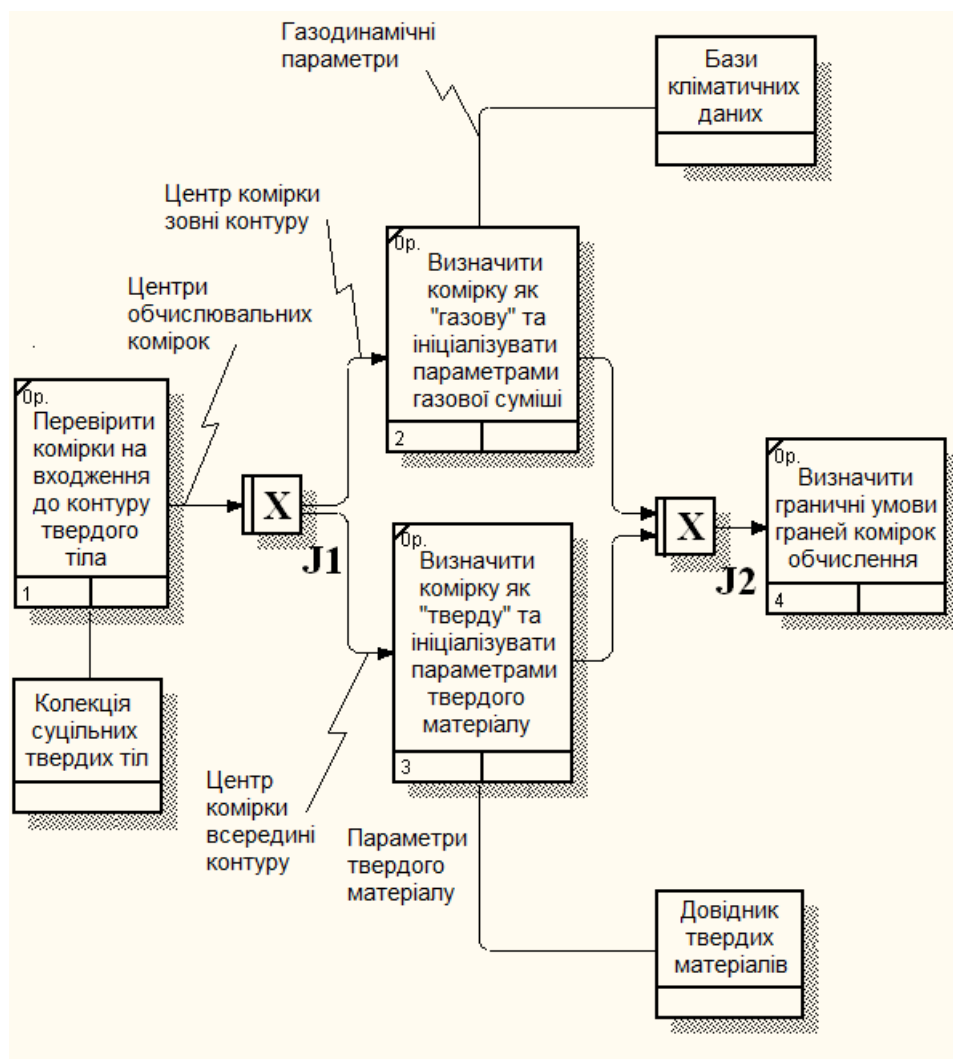 Газодинамічні
параметри
Бази
кліматичних
даних
Центр комірки
зовні контуру
0р.
Визначити
комірку як
"газову" та
ініціалізувати
параметрами
газової суміші
2
Центри
обчислювальних
комірок
0р.
Перевірити
комірки на
входження
до контуру
твердого
тіла
1
X
J1
0р.
Визначити
комірку як
"тверду" та
ініціалізувати
параметрами
твердого
матеріалу
3
X
J2
0р.
Визначити
граничні умови
граней комірок
обчислення
4
Колекція
суцільних
твердих тіл
Центр
комірки
всередині
контуру
Параметри
твердого
матеріалу
Довідник
твердих
матеріалів